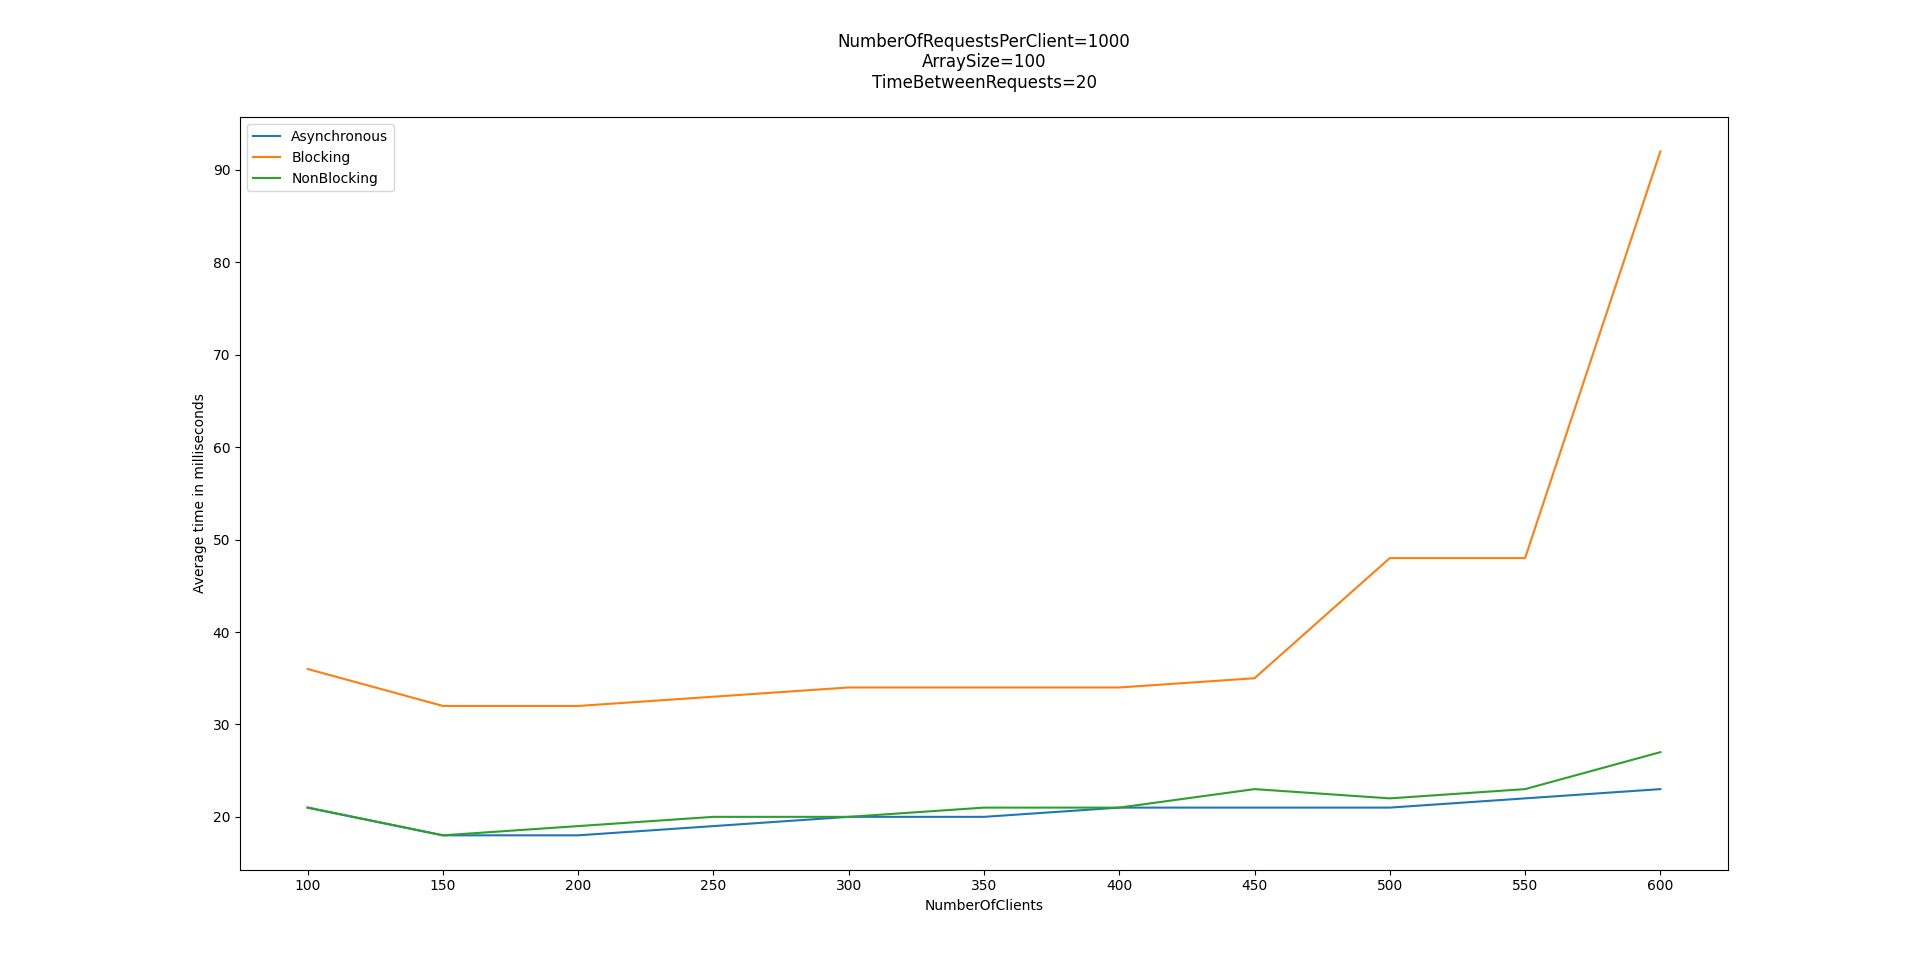 NumberOfRequestsPerClient=1000
ArraySize=100
TimeBetweenRequests=20
Asynchronous
Blocking
NonBlocking
90
80
70
60
50
40
30
20
Average time in milliseconds
100 150 200 250 300 350 400 450 500 550 600
NumberOfClients